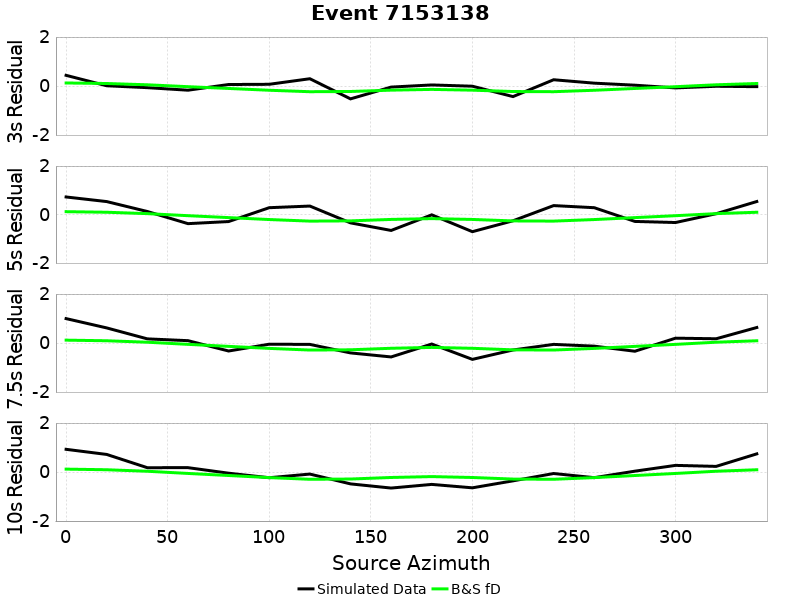 Event 7153138
3s Residual
2
0
-2
5s Residual
2
0
-2
7.5s Residual
2
0
-2
10s Residual
2
0
-2
0 50 100 150 200 250 300
Source Azimuth
Simulated Data B&S fD